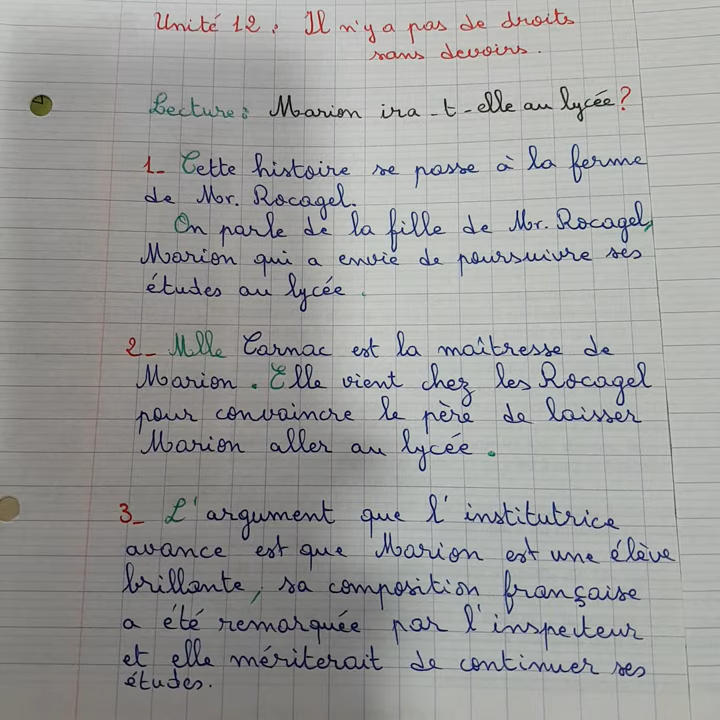 Unité 12 : Il n'y a pas de droits
sans devoirs.
Lecture : Marion ira-t-elle au lycée ?
1_ Cette histoire se passe à la ferme
de Mr. Rocagel.
On parle de la fille de Mr. Rocagel,
Marion qui a envie de poursuivre ses
études au lycée.
2_ Mlle Carnac est la maîtresse de
Marion. Elle vient chez les Rocagel
pour convaincre le père de laisser
Marion aller au lycée.
3_ L'argument que l'institutrice
avance est que Marion est une élève
brillante, sa composition française
a été remarquée par l'inspecteur
et elle mériterait de continuer ses
études.